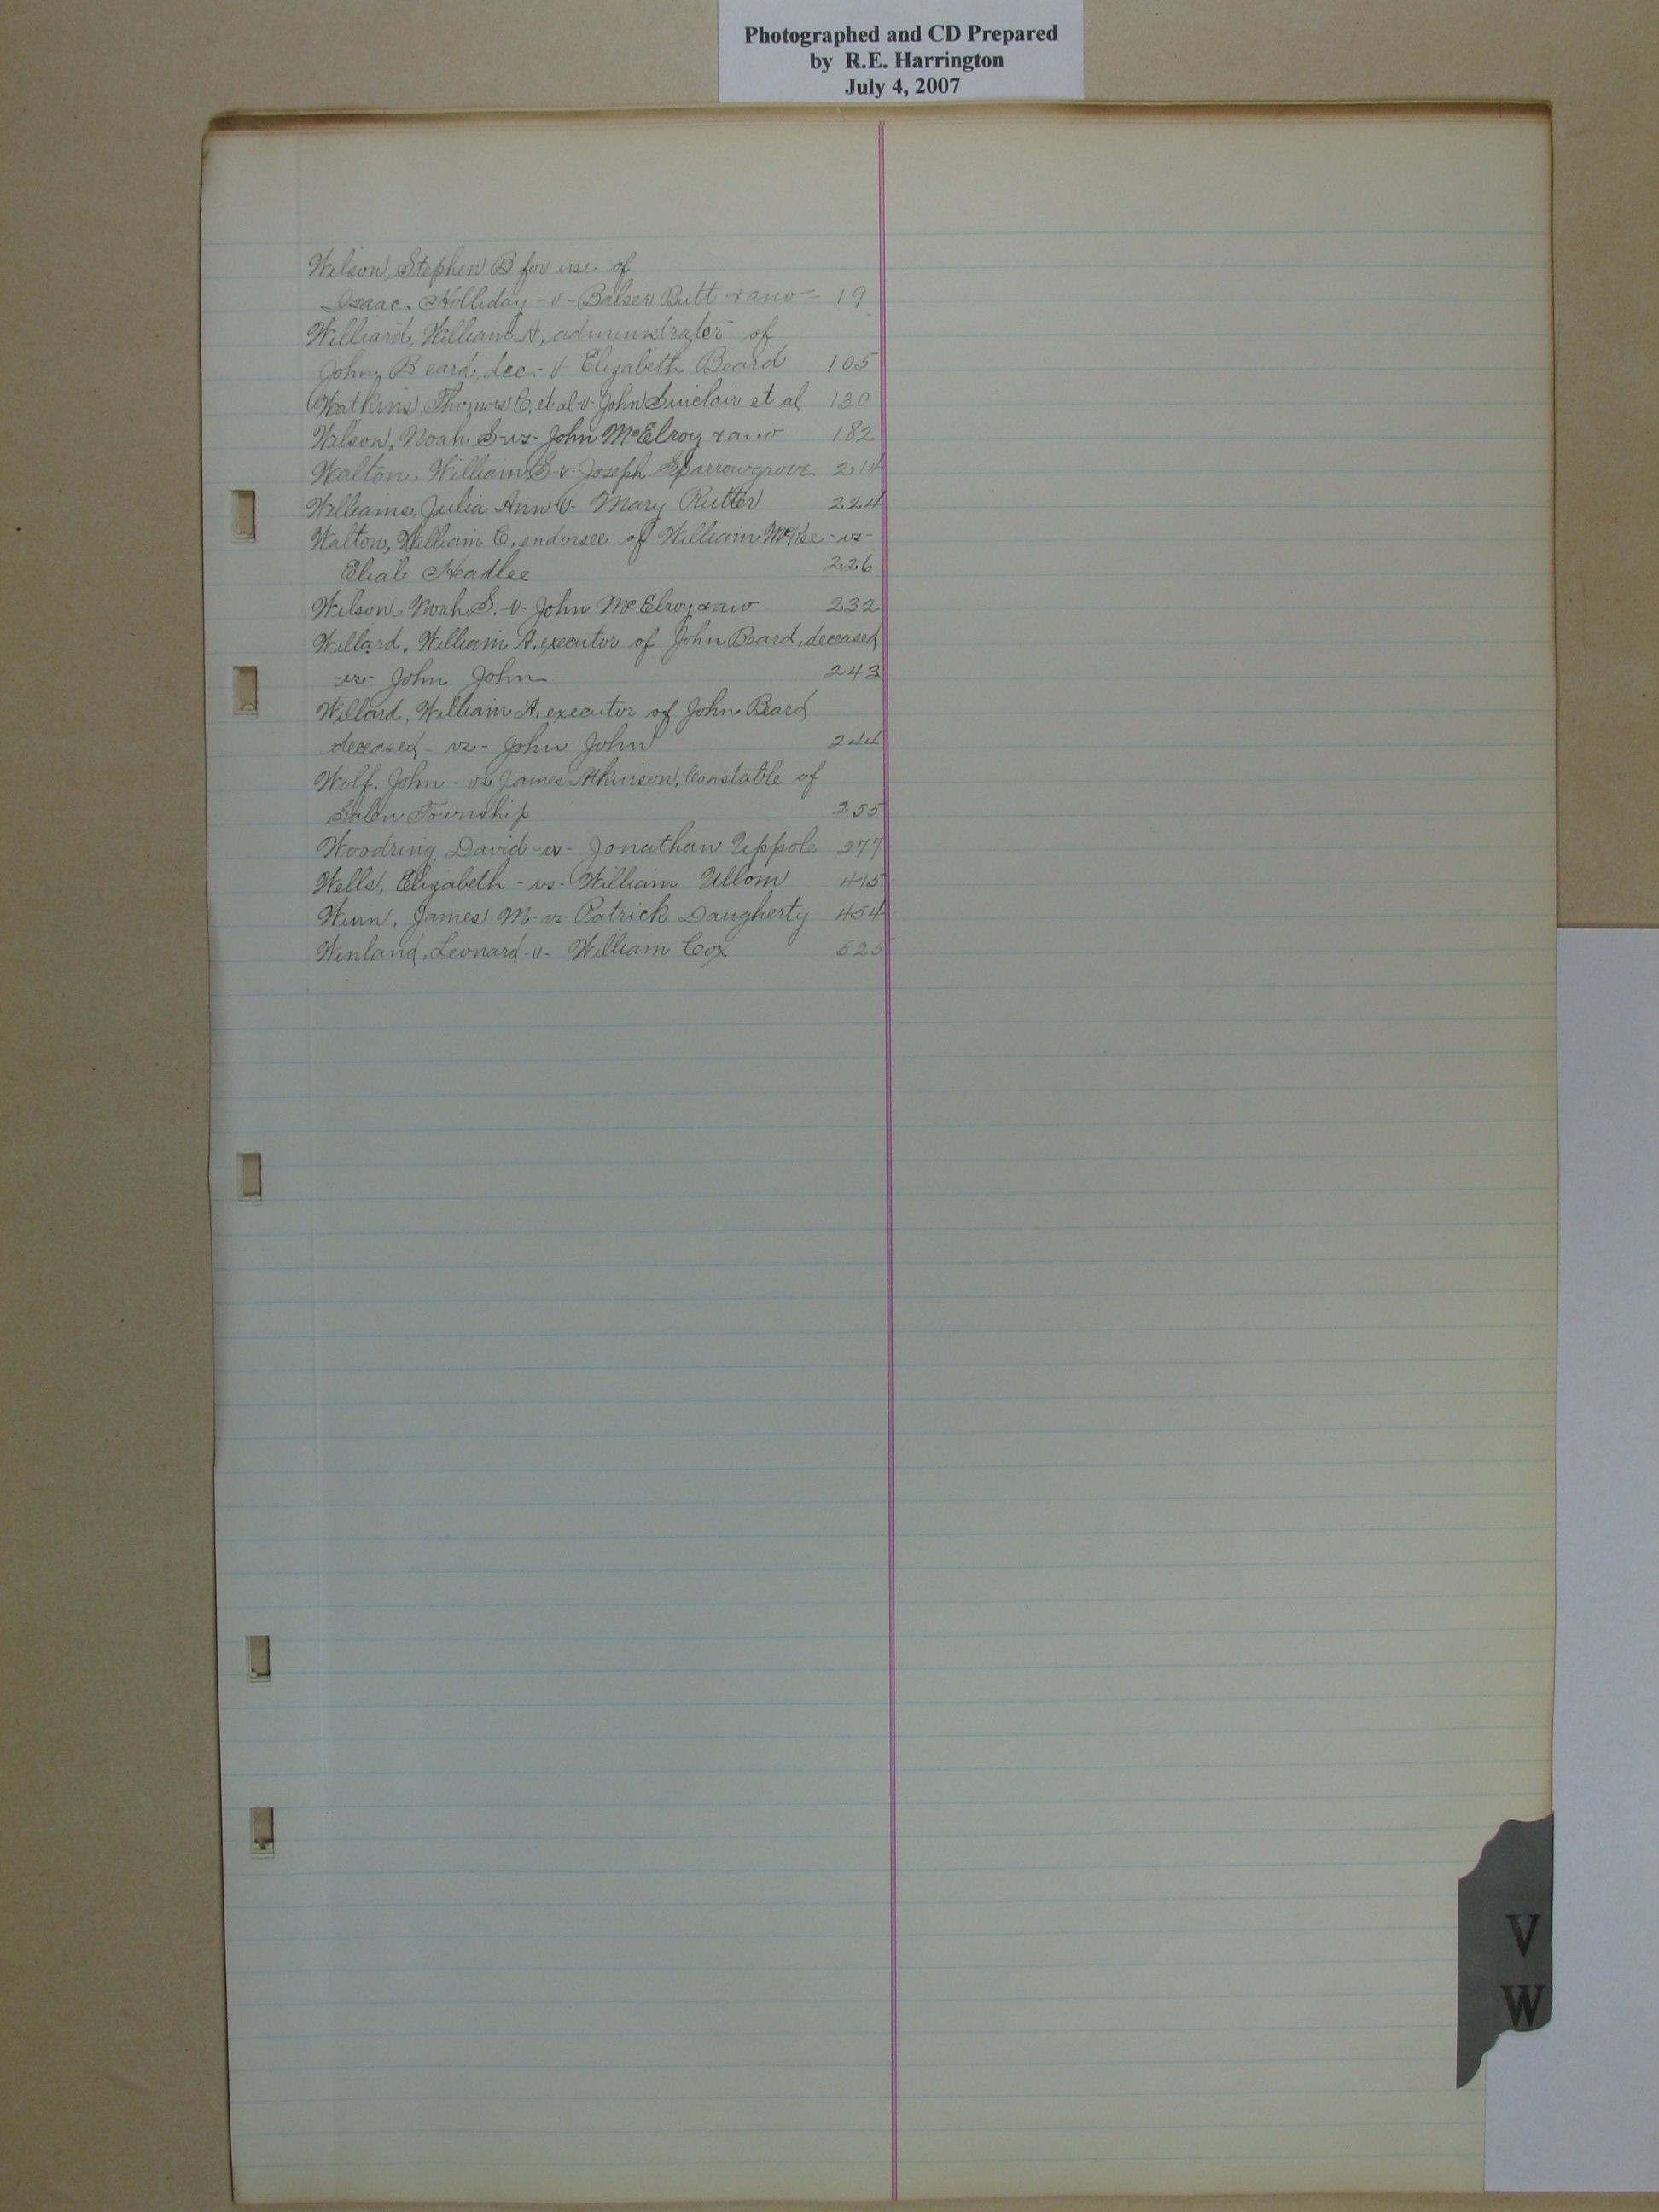 Photographed and CD Prepared
by R.E. Harrington
July 4, 2007
Wilson, Stephen B for use of
Isaac Holliday -v- Balser Butt & ano - 19
Williard, William A, administrator of
John Beard, dec. -v- Elizabeth Beard 105
Watkins, Thomas C, et al -v- John Sinclair et al 130
Wilson, Noah S -vs- John McElroy & ano 182
Walton, William S -v- Joseph Sparrowgrove 214
Williams, Julia Ann -v- Mary Rutter 224
Walton, William C, endorsee of William McKee -vs-
Eliab Headlee 226
Wilson, Noah S. -v- John McElroy & ano 232
Willard, William A. executor of John Beard, deceased
-vs- John John 243
Willard, William A. executor of John Beard
deceased - vs - John John 244
Wolf, John - vs James Atkinson, Constable of
Salem Township 255
Woodring, David -vs- Jonathan Uppole 277
Wells, Elizabeth - vs - William Ullom 415
Winn, James M -vs- Patrick Daugherty 454
Winland, Leonard -v- William Cox 525
V
W